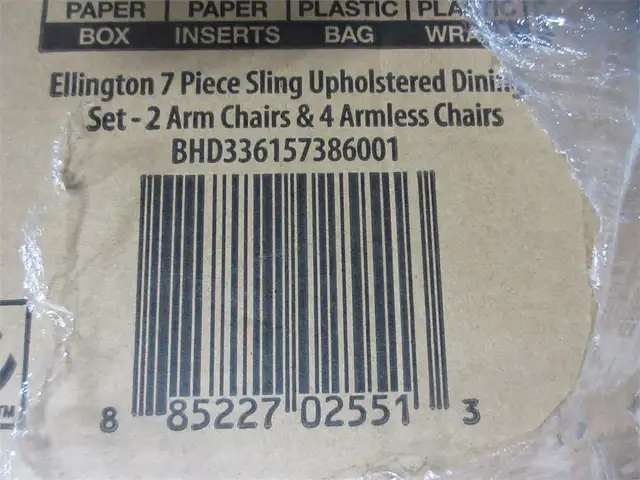 PAPER PAPER PLASTIC
BOX INSERTS BAG
Ellington 7 Piece Sling Upholstered
Set - 2 Arm Chairs & 4 Armless Chairs
BHD336157386001
8 85227 02551 3
TM